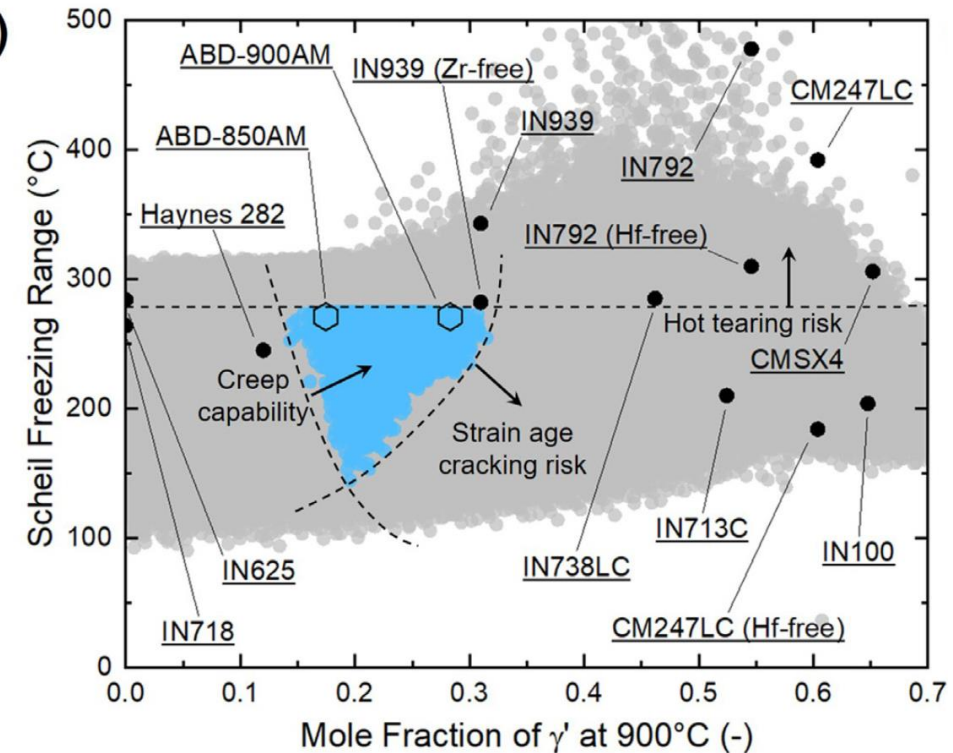 )
Scheil Freezing Range (°C)
500
400
300
200
100
0
ABD-900AM
IN939 (Zr-free)
CM247LC
ABD-850AM
IN939
IN792
Haynes 282
IN792 (Hf-free)
Hot tearing risk
CMSX4
Creep
capability
Strain age
cracking risk
IN713C
IN100
IN625
IN738LC
IN718
CM247LC (Hf-free)
0.0 0.1 0.2 0.3 0.4 0.5 0.6 0.7
Mole Fraction of γ' at 900°C (-)